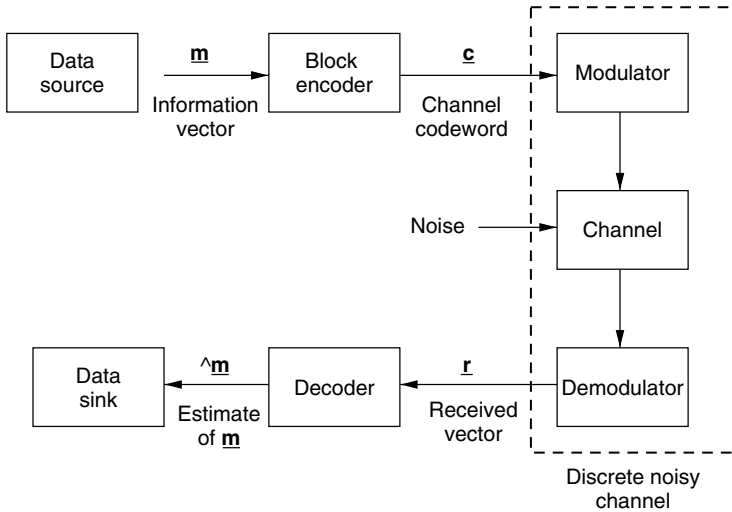 Data
source
m
Information
vector
Block
encoder
c
Channel
codeword
Modulator
Noise
Channel
Data
sink
^m
Estimate
of m
Decoder
r
Received
vector
Demodulator
Discrete noisy
channel